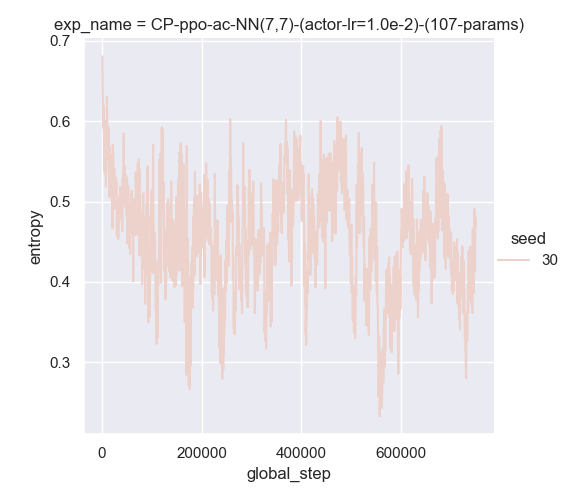 exp_name = CP-ppo-ac-NN(7,7)-(actor-lr=1.0e-2)-(107-params)
0.7
0.6
0.5
0.4
0.3
entropy
seed
30
0 200000 400000 600000
global_step